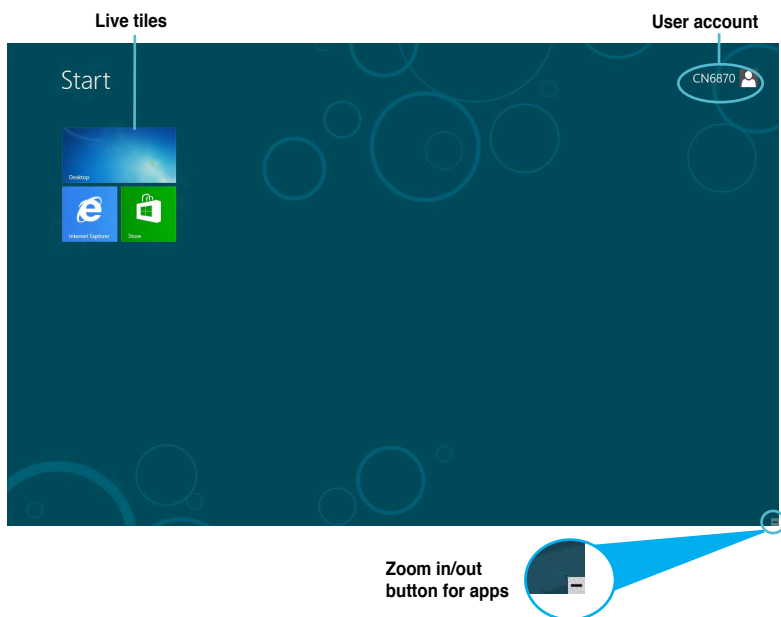 Live tiles
User account
Start
CN6870
Desktop
Internet Explorer
Store
Zoom in/out
button for apps